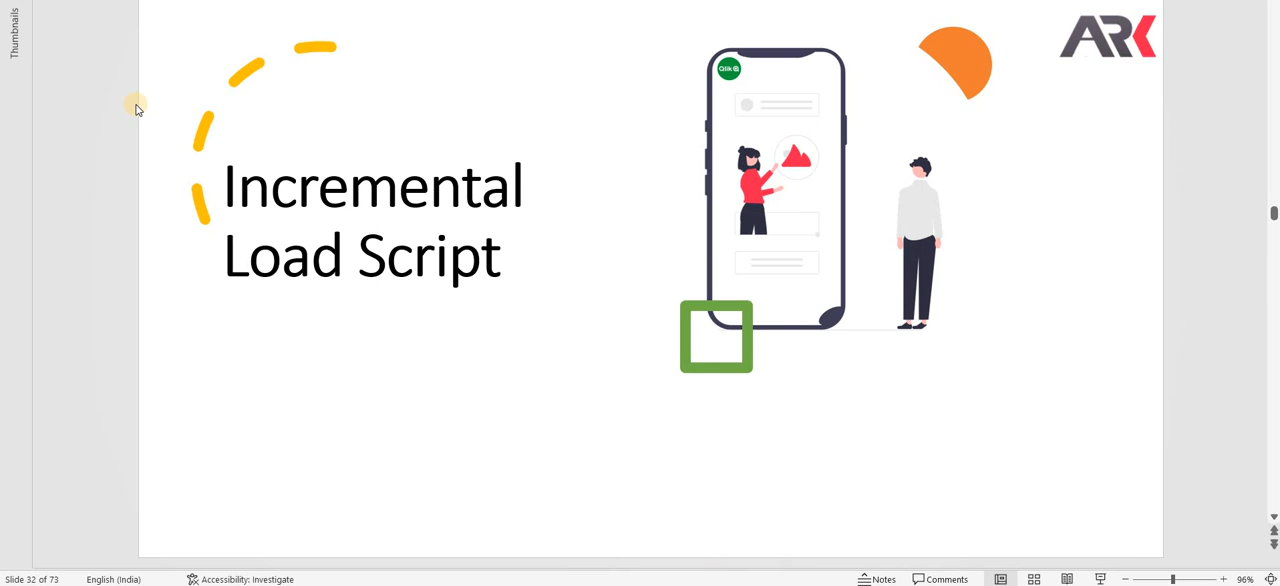 Thumbnails
ARK
Qlik
Incremental
Load Script
Slide 32 of 73
English (India)
Accessibility: Investigate
Notes
Comments
96%